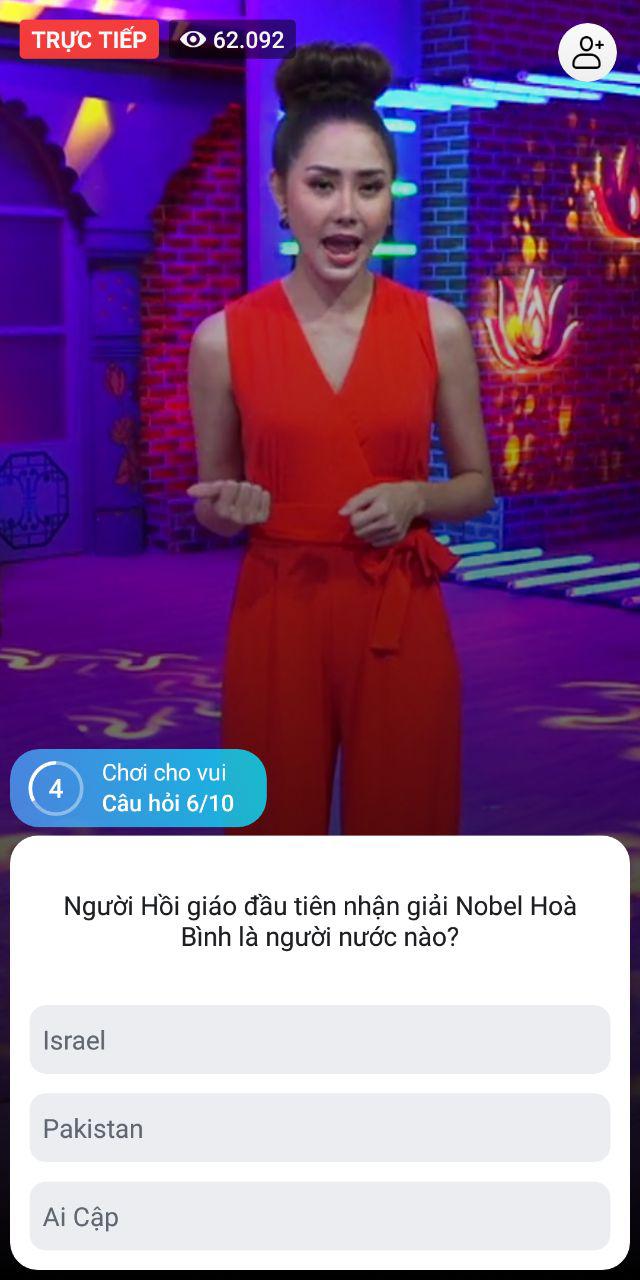 TRỰC TIẾP 62.092
4
Chơi cho vui
Câu hỏi 6/10
Người Hồi giáo đầu tiên nhận giải Nobel Hoà
Bình là người nước nào?
Israel
Pakistan
Ai Cập